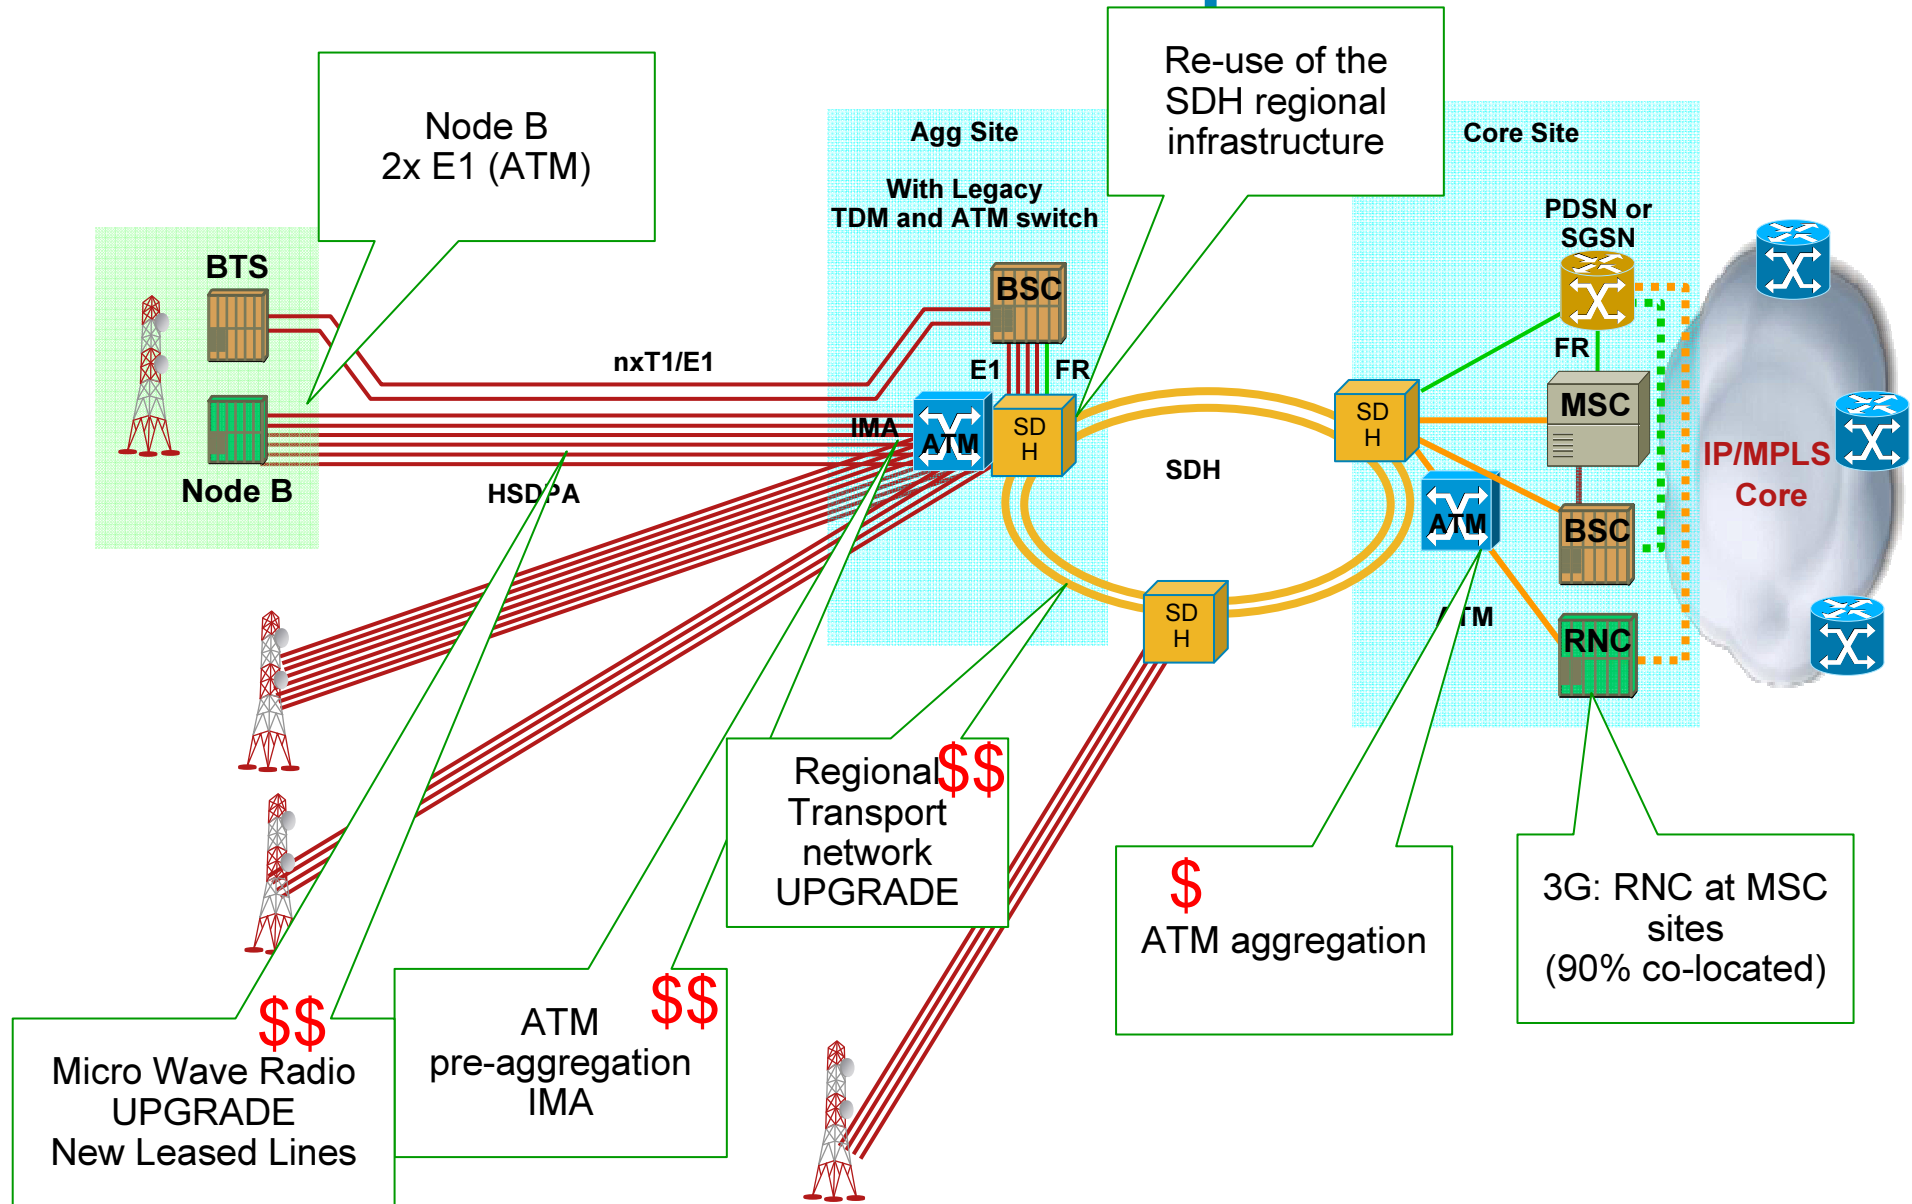 Node B
2x E1 (ATM)
Re-use of the
SDH regional
infrastructure
Agg Site
With Legacy
TDM and ATM switch
Core Site
PDSN or
SGSN
BTS
BSC
nxT1/E1
E1
FR
FR
MSC
IMA
ATM
SD
H
SD
H
SDH
IP/MPLS
Core
Node B
HSDPA
ATM
BSC
SD
H
ATM
RNC
$$
Regional
Transport
network
UPGRADE
$
ATM aggregation
3G: RNC at MSC
sites
(90% co-located)
$$
ATM
pre-aggregation
IMA
$$
Micro Wave Radio
UPGRADE
New Leased Lines